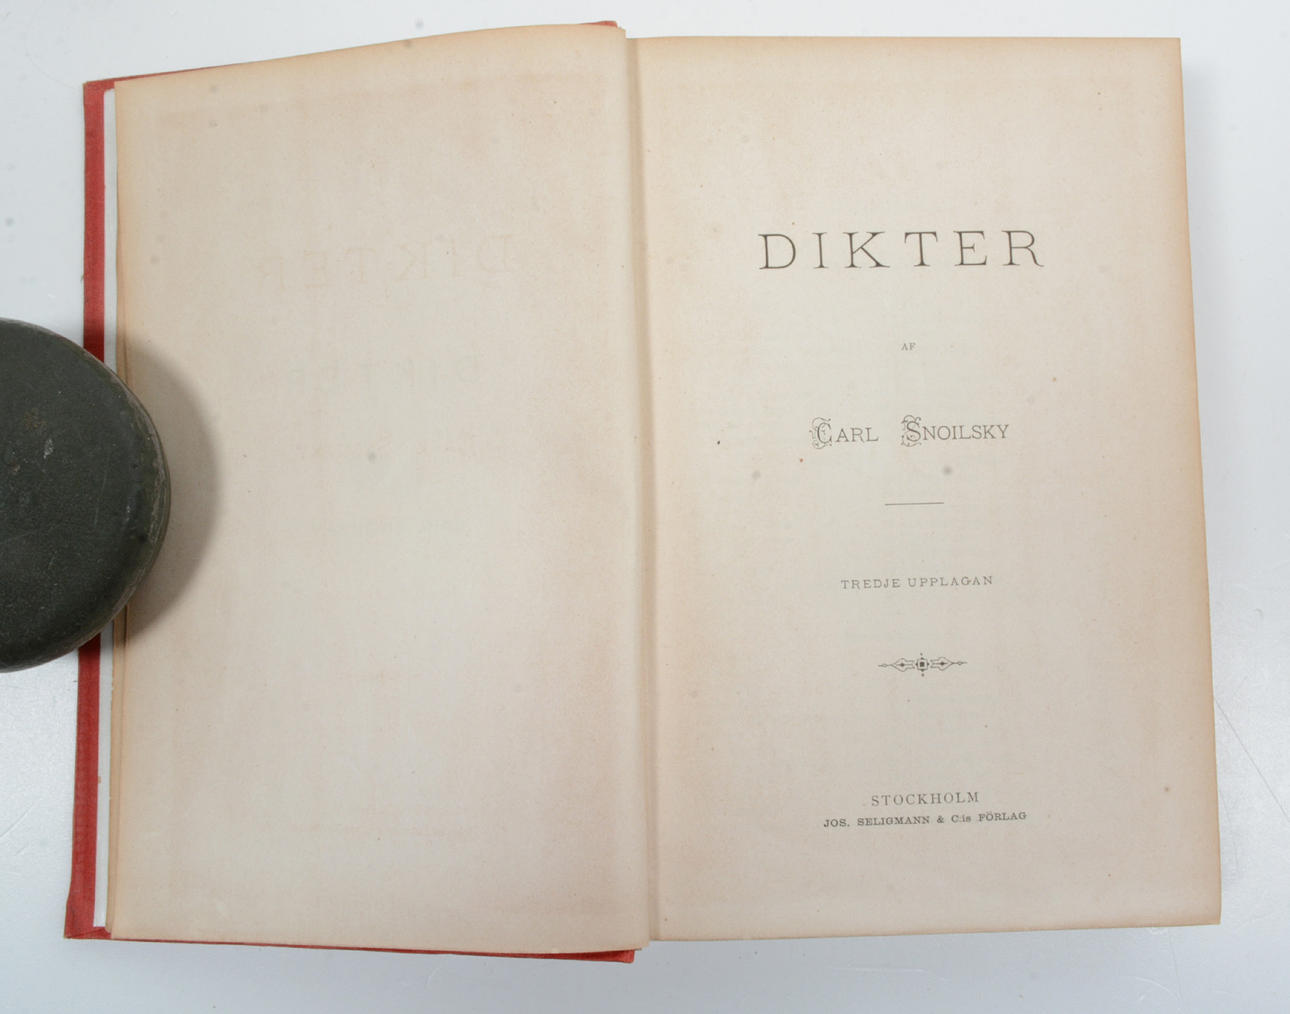 DIKTER
AF
CARL SNOILSKY
TREDJE UPPLAGAN
STOCKHOLM
JOS. SELIGMANN & C:is FÖRLAG